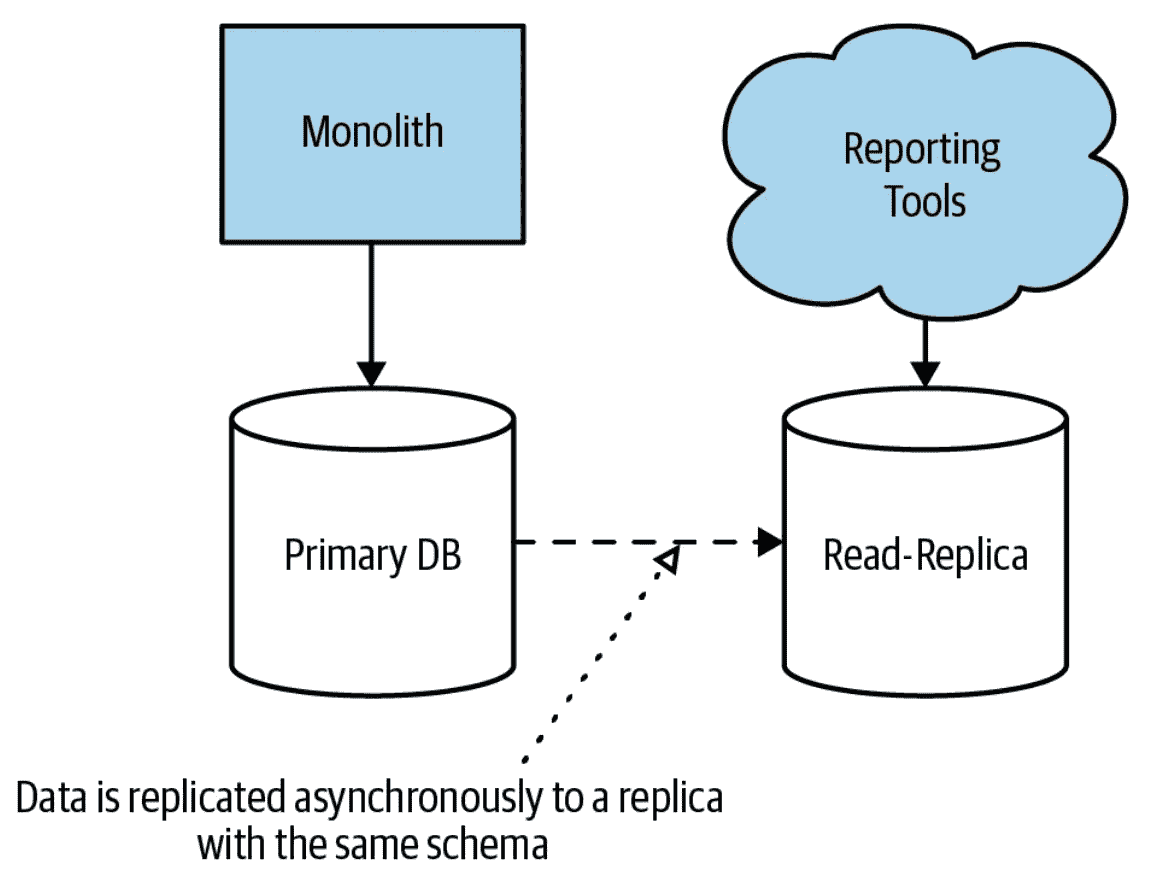 Monolith
Reporting
Tools
Primary DB
Read-Replica
Data is replicated asynchronously to a replica
with the same schema